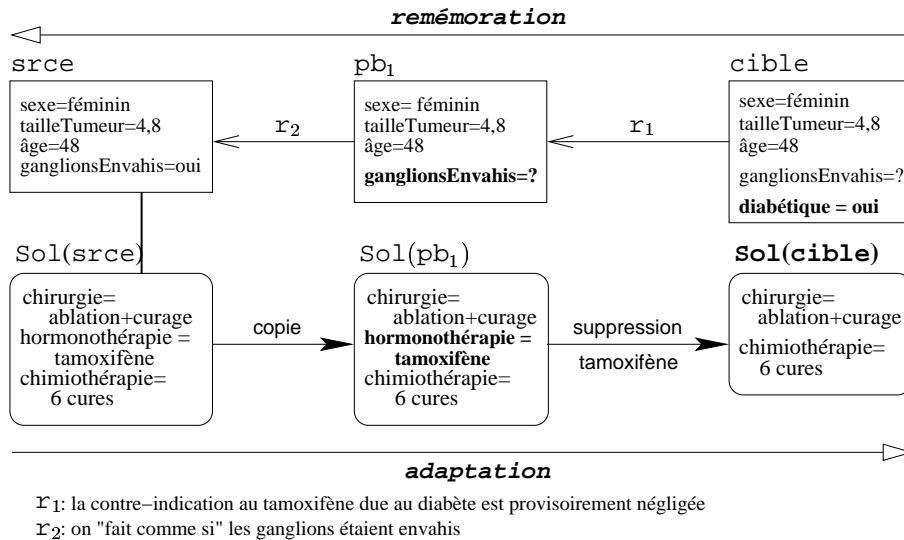 remémoration
srce
sexe=féminin
tailleTumeur=4,8
âge=48
ganglionsEnvahis=oui
r2
pb1
sexe= féminin
tailleTumeur=4,8
âge=48
ganglionsEnvahis=?
r1
cible
sexe=féminin
tailleTumeur=4,8
âge=48
ganglionsEnvahis=?
diabétique = oui
Sol(srce)
chirurgie=
ablation+curage
hormonothérapie =
tamoxifène
chimiothérapie=
6 cures
copie
Sol(pb1)
chirurgie=
ablation+curage
hormonothérapie =
tamoxifène
chimiothérapie=
6 cures
suppression
tamoxifène
Sol(cible)
chirurgie=
ablation+curage
chimiothérapie=
6 cures
adaptation
r1: la contre−indication au tamoxifène due au diabète est provisoirement négligée
r2: on "fait comme si" les ganglions étaient envahis